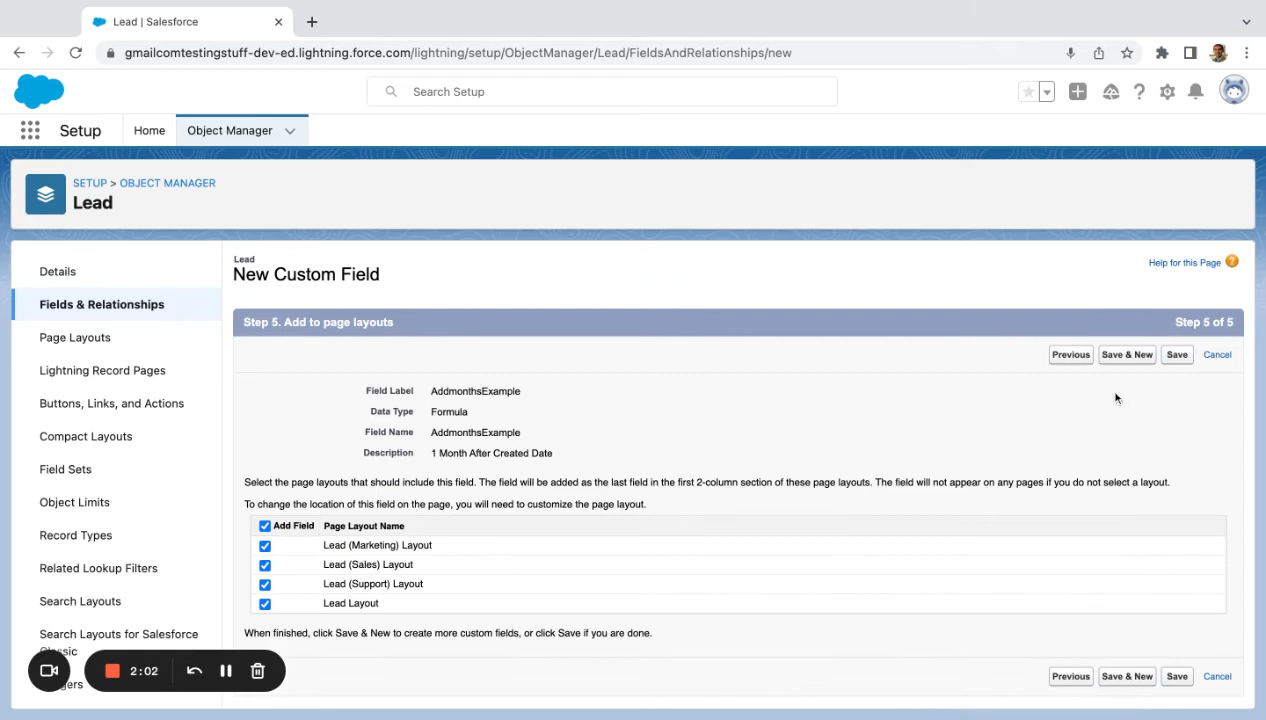 Lead | Salesforce
gmailcomtestingstuff-dev-ed.lightning.force.com/lightning/setup/ObjectManager/Lead/FieldsAndRelationships/new
Search Setup
Setup
Home
Object Manager
SETUP > OBJECT MANAGER
Lead
Details
Fields & Relationships
Page Layouts
Lightning Record Pages
Buttons, Links, and Actions
Compact Layouts
Field Sets
Object Limits
Record Types
Related Lookup Filters
Search Layouts
Search Layouts for Salesforce
Lead
New Custom Field
Help for this Page
Step 5. Add to page layouts
Step 5 of 5
Previous
Save & New
Save
Cancel
Field Label AddmonthsExample
Data Type Formula
Field Name AddmonthsExample
Description 1 Month After Created Date
Select the page layouts that should include this field. The field will be added as the last field in the first 2-column section of these page layouts. The field will not appear on any pages if you do not select a layout.
To change the location of this field on the page, you will need to customize the page layout.
Add Field Page Layout Name
Lead (Marketing) Layout
Lead (Sales) Layout
Lead (Support) Layout
Lead Layout
When finished, click Save & New to create more custom fields, or click Save if you are done.
2:02
Previous
Save & New
Save
Cancel